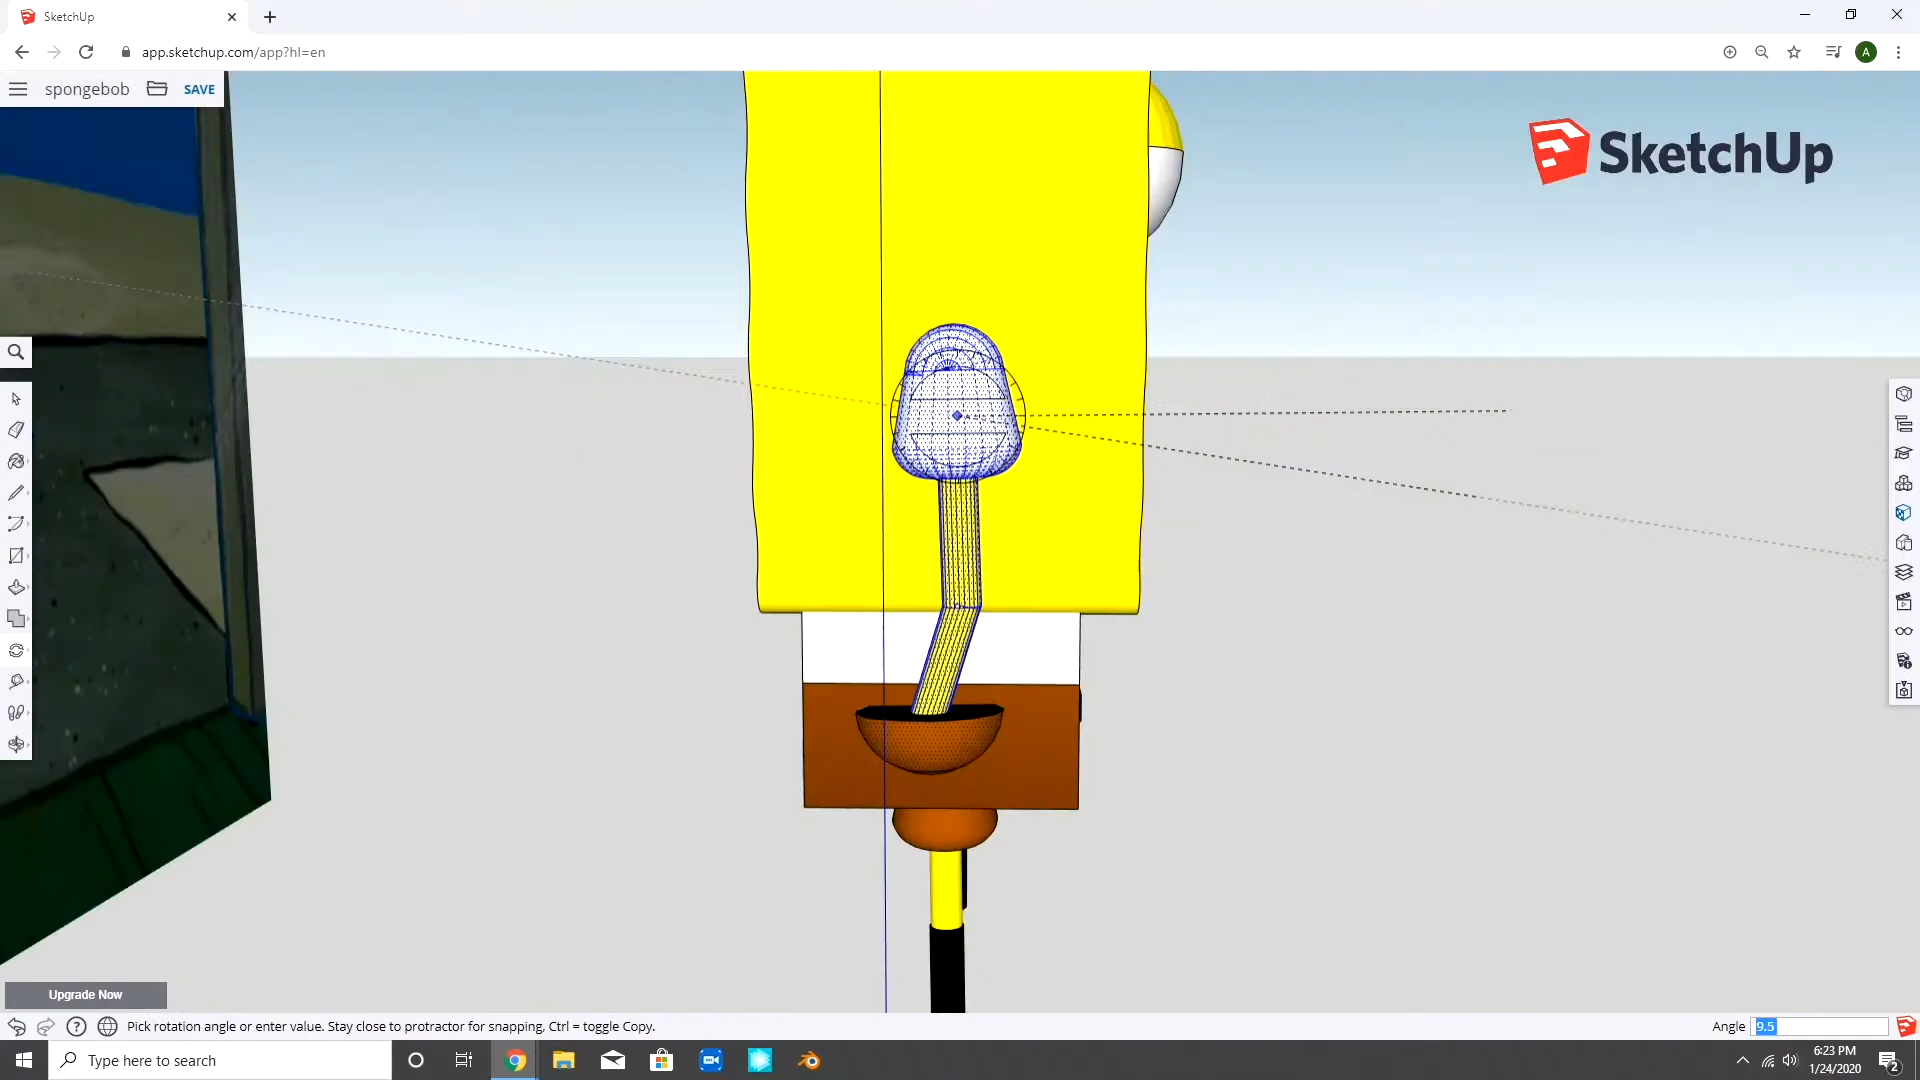 SketchUp
app.sketchup.com/app?hl=en
A
spongebob
SAVE
SketchUp
Upgrade Now
Pick rotation angle or enter value. Stay close to protractor for snapping, Ctrl = toggle Copy.
Angle 9.5
Type here to search
6:23 PM
1/24/2020
2